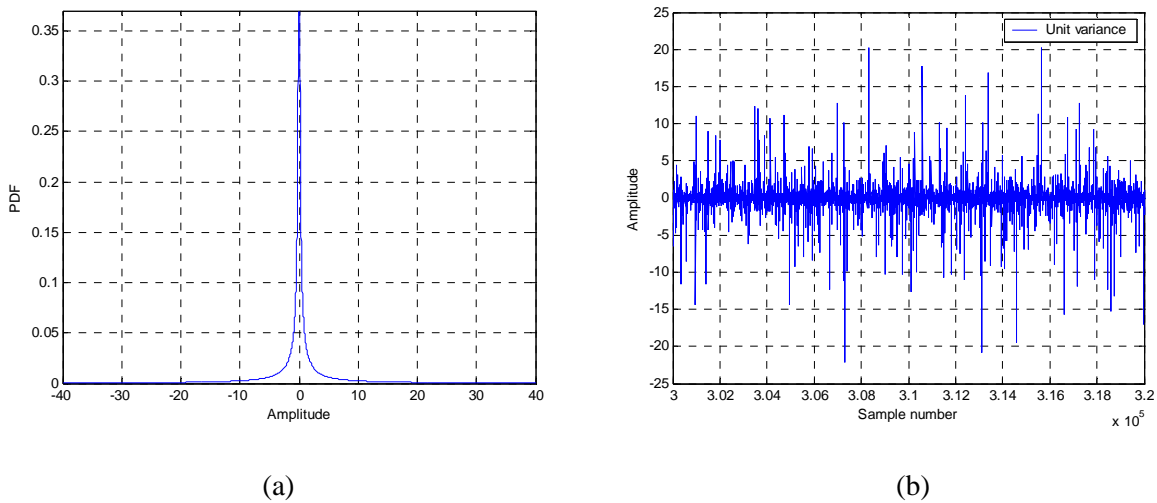 0.35
0.3
0.25
0.2
0.15
0.1
0.05
0
PDF
-40 -30 -20 -10 0 10 20 30 40
Amplitude
(a)
25
20
15
10
5
0
-5
-10
-15
-20
-25
Amplitude
Unit variance
3 3.02 3.04 3.06 3.08 3.1 3.12 3.14 3.16 3.18 3.2
Sample number
x 10^5
(b)